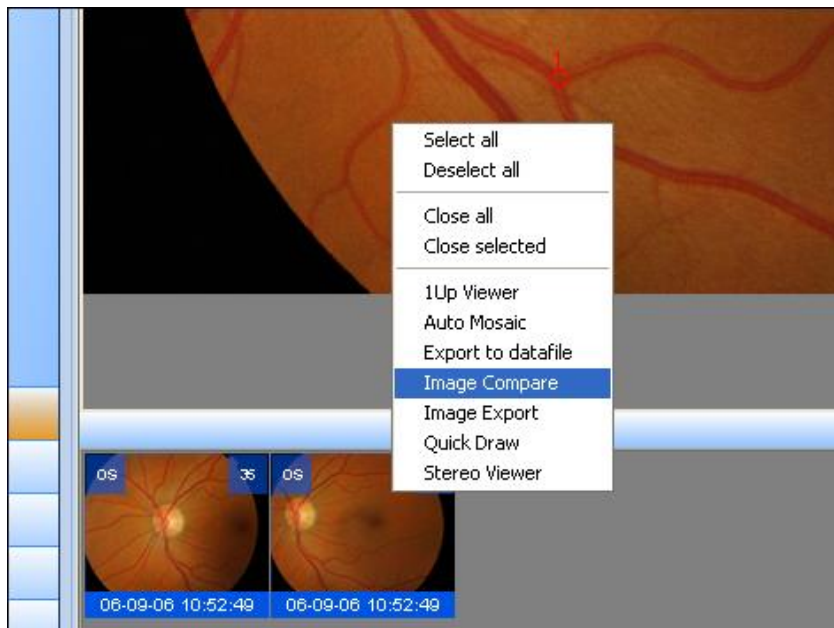 Select all
Deselect all
Close all
Close selected
1Up Viewer
Auto Mosaic
Export to datafile
Image Compare
Image Export
Quick Draw
Stereo Viewer
OS 35 OS
06-09-06 10:52:49 06-09-06 10:52:49